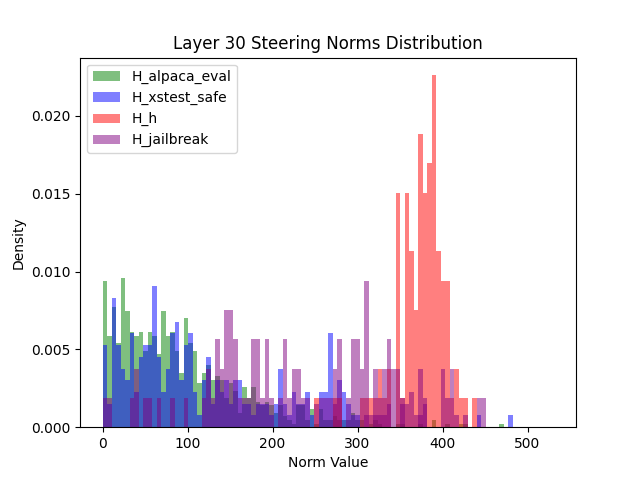 Layer 30 Steering Norms Distribution
H_alpaca_eval
H_xstest_safe
H_h
H_jailbreak
Density
0.020
0.015
0.010
0.005
0.000
0
100
200
300
400
500
Norm Value